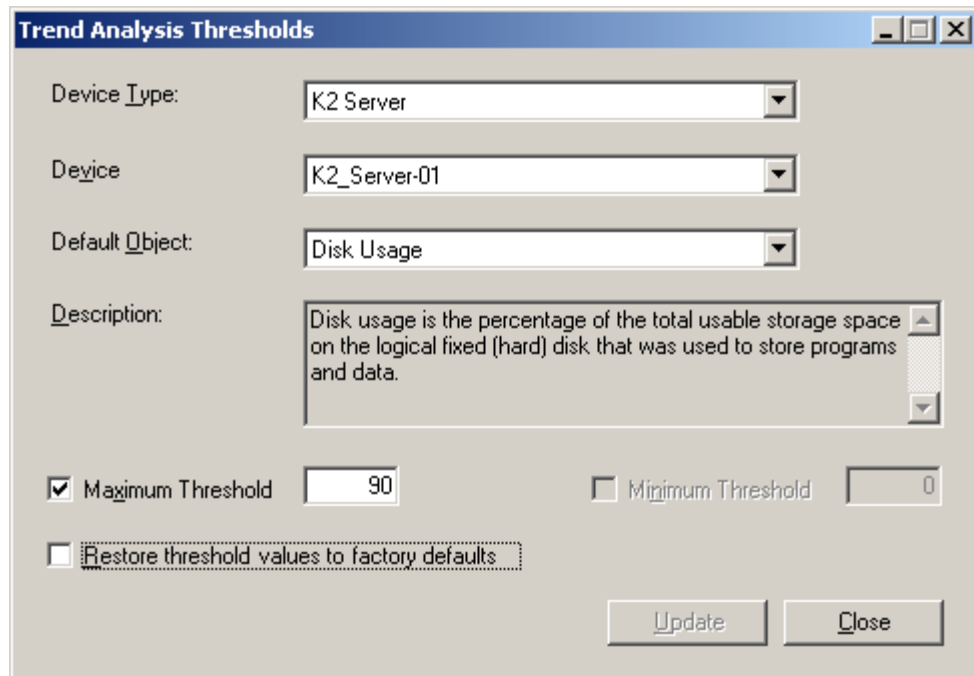 Trend Analysis Thresholds
Device Type:
K2 Server
Device
K2_Server-01
Default Object:
Disk Usage
Description:
Disk usage is the percentage of the total usable storage space
on the logical fixed (hard) disk that was used to store programs
and data.
Maximum Threshold 90 Minimum Threshold 0
Restore threshold values to factory defaults
Update Close